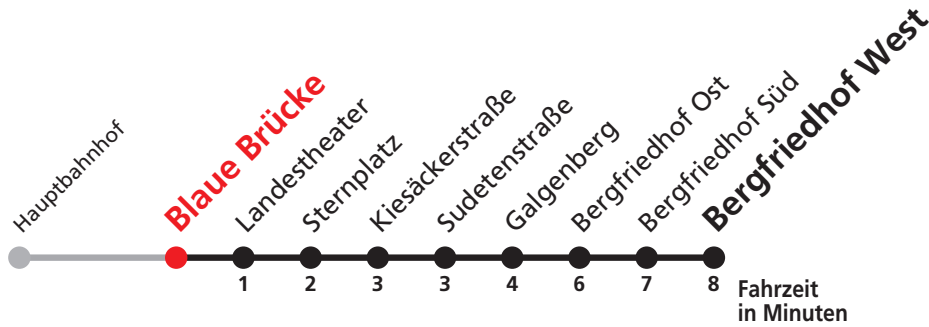 Hauptbahnhof
Blaue Brücke
Landestheater
Sternplatz
Kiesäckerstraße
Sudetenstraße
Galgenberg
Bergfriedhof Ost
Bergfriedhof Süd
Bergfriedhof West
1 2 3 3 4 6 7 8
Fahrzeit
in Minuten